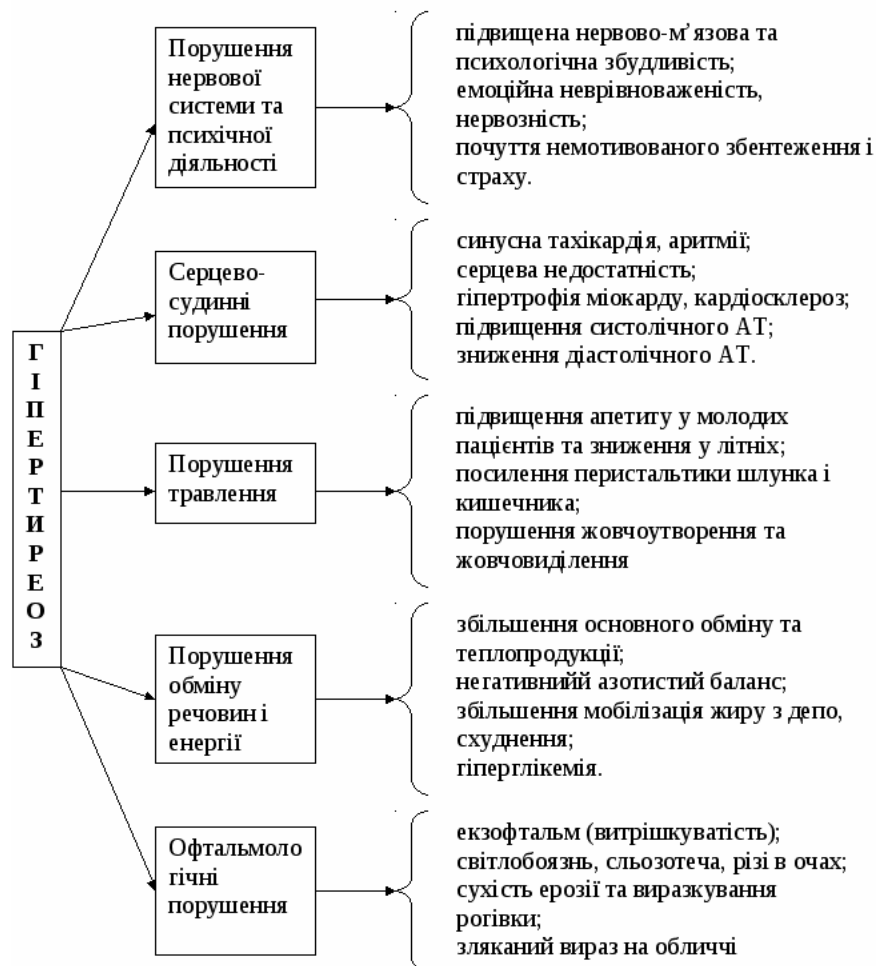 Г
І
П
Е
Р
Т
И
Р
Е
О
З
Порушення
нервової
системи та
психічної
діяльності
підвищена нервово-м’язова та
психологічна збудливість;
емоційна неврівноваженість,
нервозність;
почуття немотивованого збентеження і
страху.
Серцево-
судинні
порушення
синусна тахікардія, аритмії;
серцева недостатність;
гіпертрофія міокарду, кардіосклероз;
підвищення систолічного АТ;
зниження діастолічного АТ.
Порушення
травлення
підвищення апетиту у молодих
пацієнтів та зниження у літніх;
посилення перистальтики шлунка і
кишечника;
порушення жовчоутворення та
жовчовиділення
Порушення
обміну
речовин і
енергії
збільшення основного обміну та
теплопродукції;
негативнийй азотистий баланс;
збільшення мобілізація жиру з депо,
схуднення;
гіперглікемія.
Офтальмоло
гічні
порушення
екзофтальм (витрішкуватість);
світлобоязнь, сльозотеча, різі в очах;
сухість ерозії та виразкування
рогівки;
зляканий вираз на обличчі